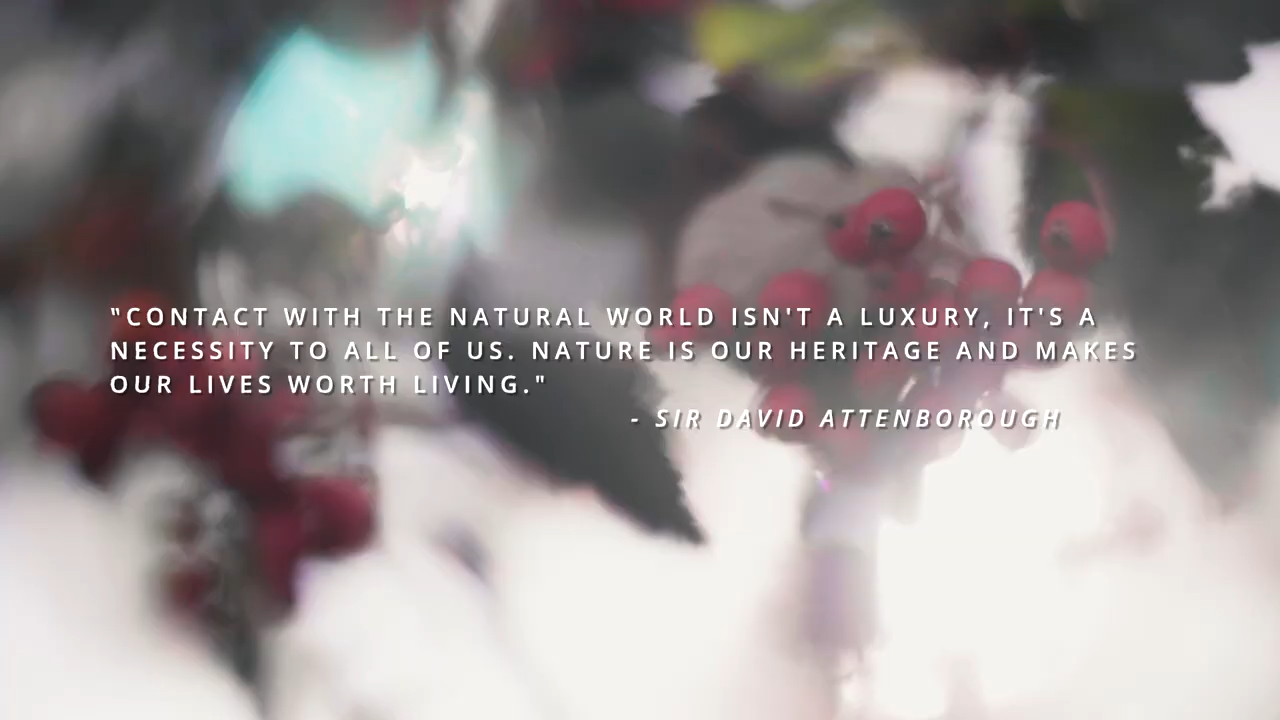 "CONTACT WITH THE NATURAL WORLD ISN'T A LUXURY, IT'S A
NECESSITY TO ALL OF US. NATURE IS OUR HERITAGE AND MAKES
OUR LIVES WORTH LIVING."
- SIR DAVID ATTENBOROUGH